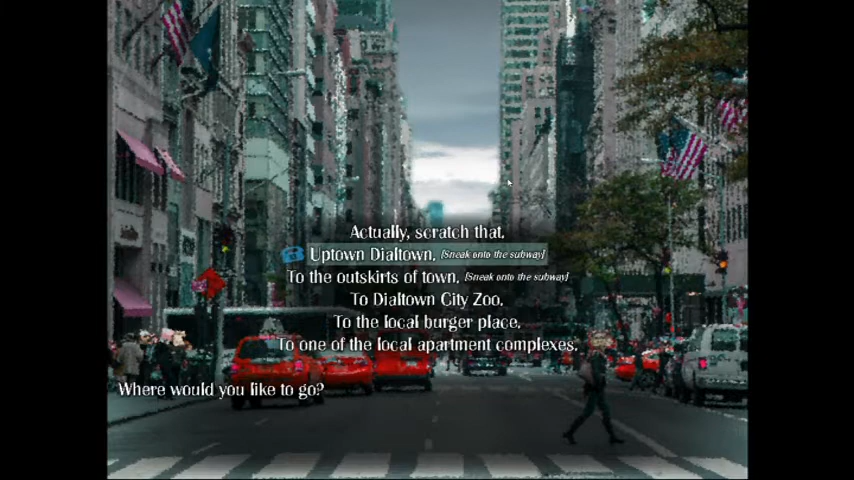 Actually, scratch that.
Uptown Dialtown. [Sneak onto the subway]
To the outskirts of town. [Sneak onto the subway]
To Dialtown City Zoo.
To the local burger place.
To one of the local apartment complexes.
Where would you like to go?